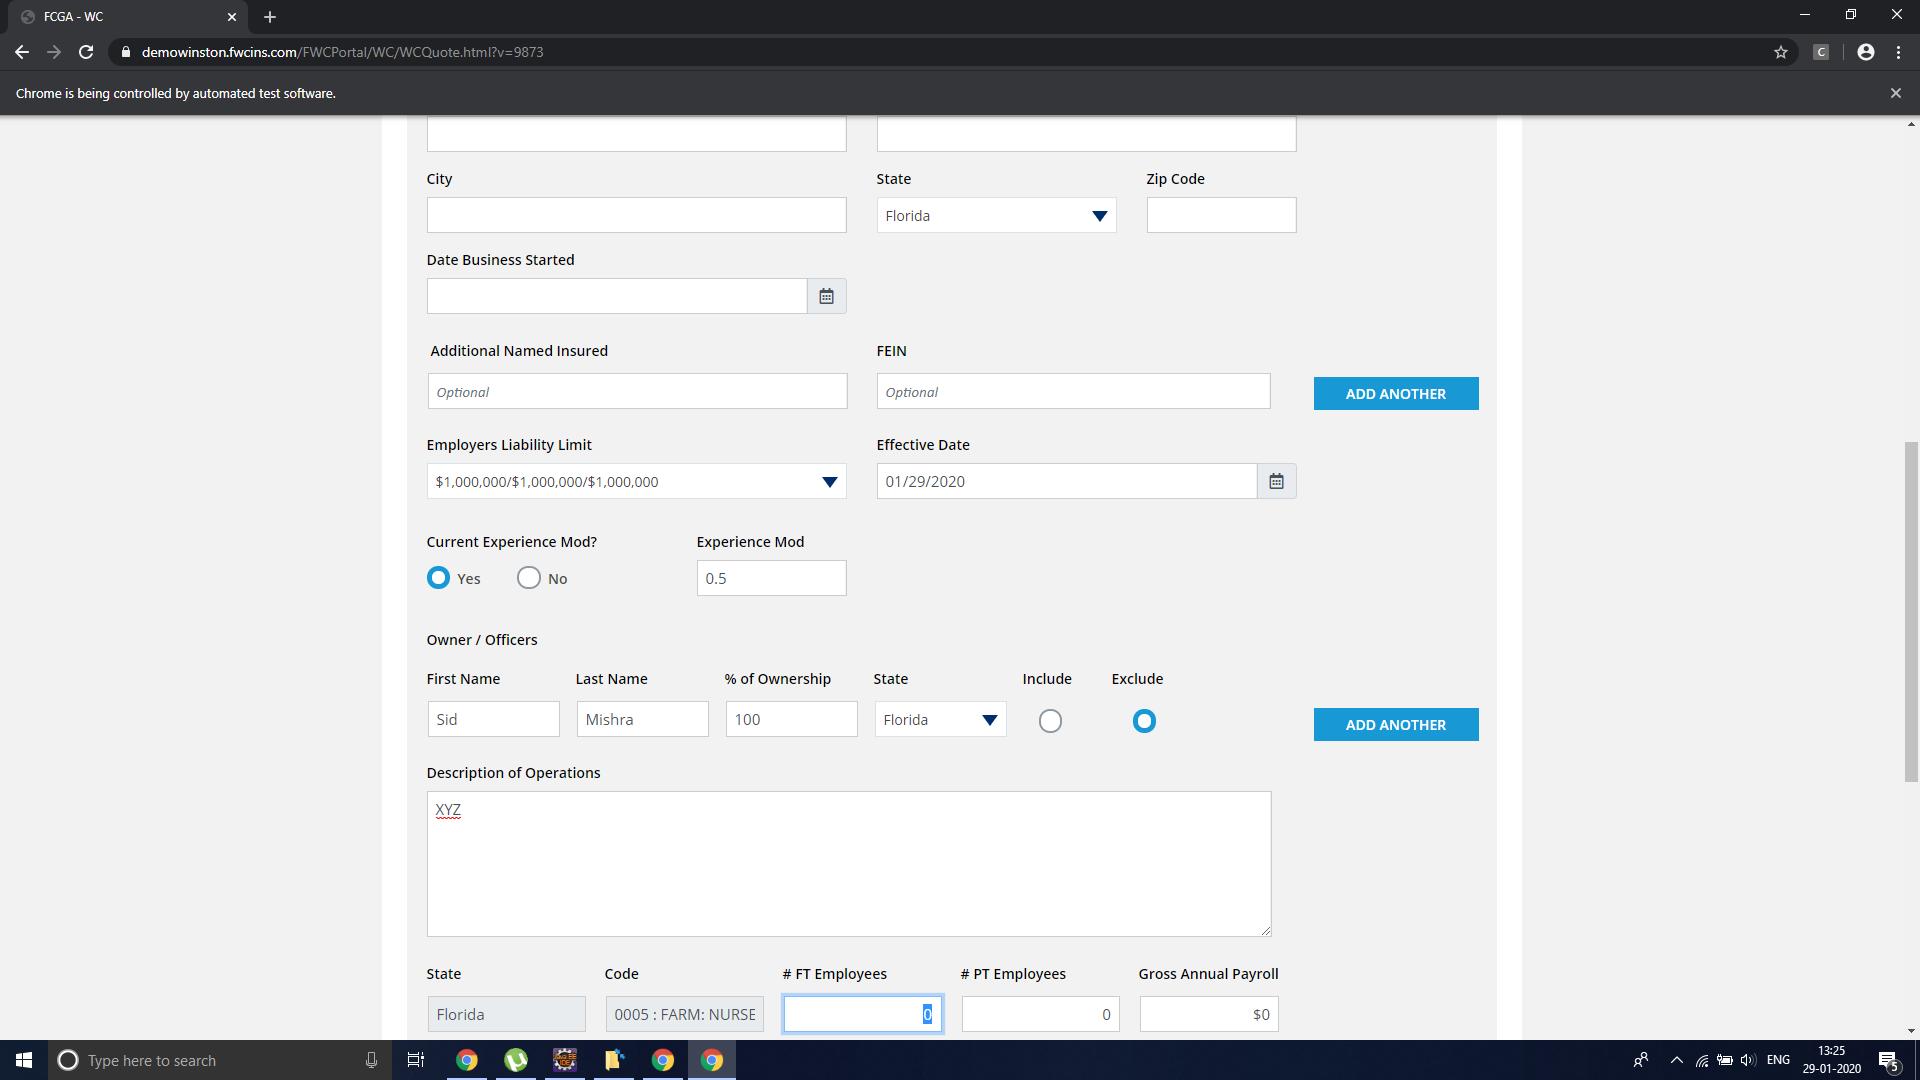 FCGA - WC
demowinston.fwcins.com/FWCPortal/WC/WCQuote.html?v=9873
C
Chrome is being controlled by automated test software.
City
State
Zip Code
Florida
Date Business Started
Additional Named Insured
FEIN
Optional
Optional
ADD ANOTHER
Employers Liability Limit
Effective Date
$1,000,000/$1,000,000/$1,000,000
01/29/2020
Current Experience Mod?
Experience Mod
Yes
No
0.5
Owner / Officers
First Name
Last Name
% of Ownership
State
Include
Exclude
Sid
Mishra
100
Florida
ADD ANOTHER
Description of Operations
XYZ
State
Code
# FT Employees
# PT Employees
Gross Annual Payroll
Florida
0005 : FARM: NURSE
0
0
$0
Type here to search
ENG
13:25
29-01-2020
5